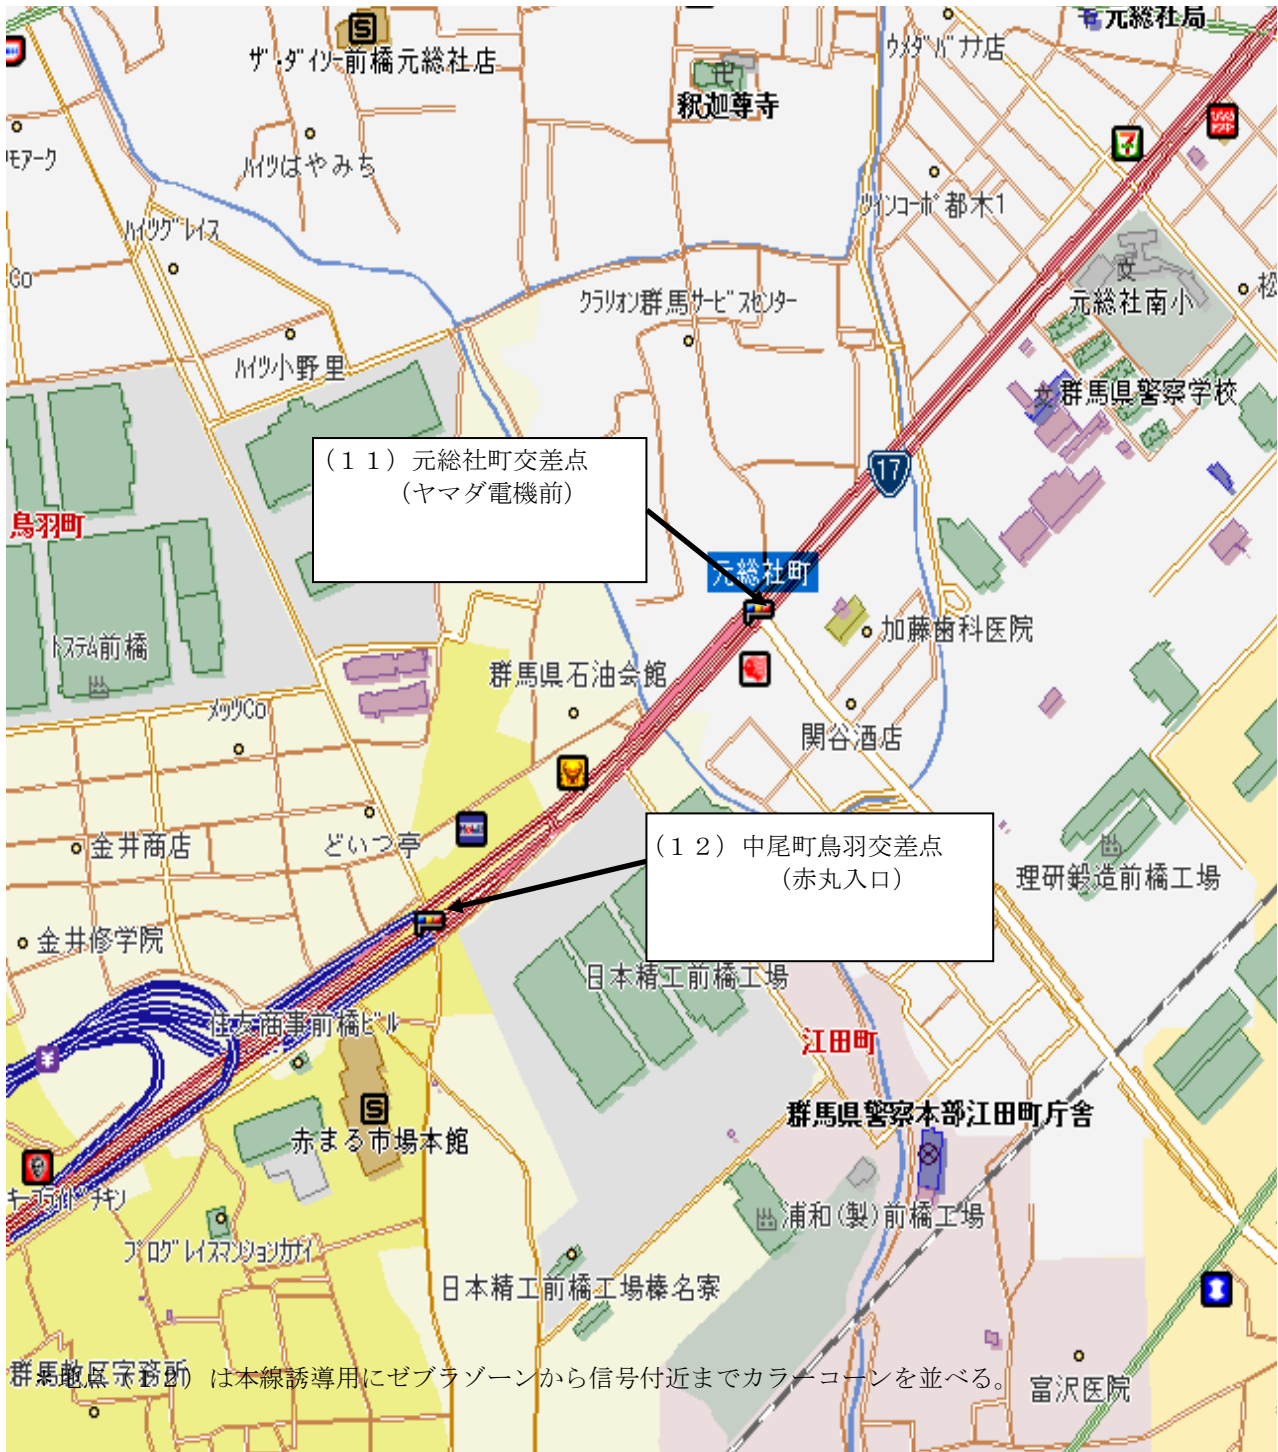 元総社局
ザ・ダイソー前橋元総社店
ウメダバナナ店
釈迦尊寺
モアーク
ハイツはやみち
ツインコーポ都木1
ハイツグレイス
Co
クラリオン群馬サービスセンター
元総社南小
松
ハイツ小野里
群馬県警察学校
（１１）元総社町交差点
（ヤマダ電機前）
17
鳥羽町
元総社町
加藤歯科医院
トステム前橋
群馬県石油会館
メッツCo
関谷酒店
金井商店
どいつ亭
（１２）中尾町鳥羽交差点
（赤丸入口）
理研鍛造前橋工場
金井修学院
日本精工前橋工場
住友商事前橋ビル
江田町
群馬県警察本部江田町庁舎
赤まる市場本館
浦和(製)前橋工場
プログレイスマンションカサイ
日本精工前橋工場榛名寮
＊地点（１２）は本線誘導用にゼブラゾーンから信号付近までカラーコーンを並べる。
富沢医院